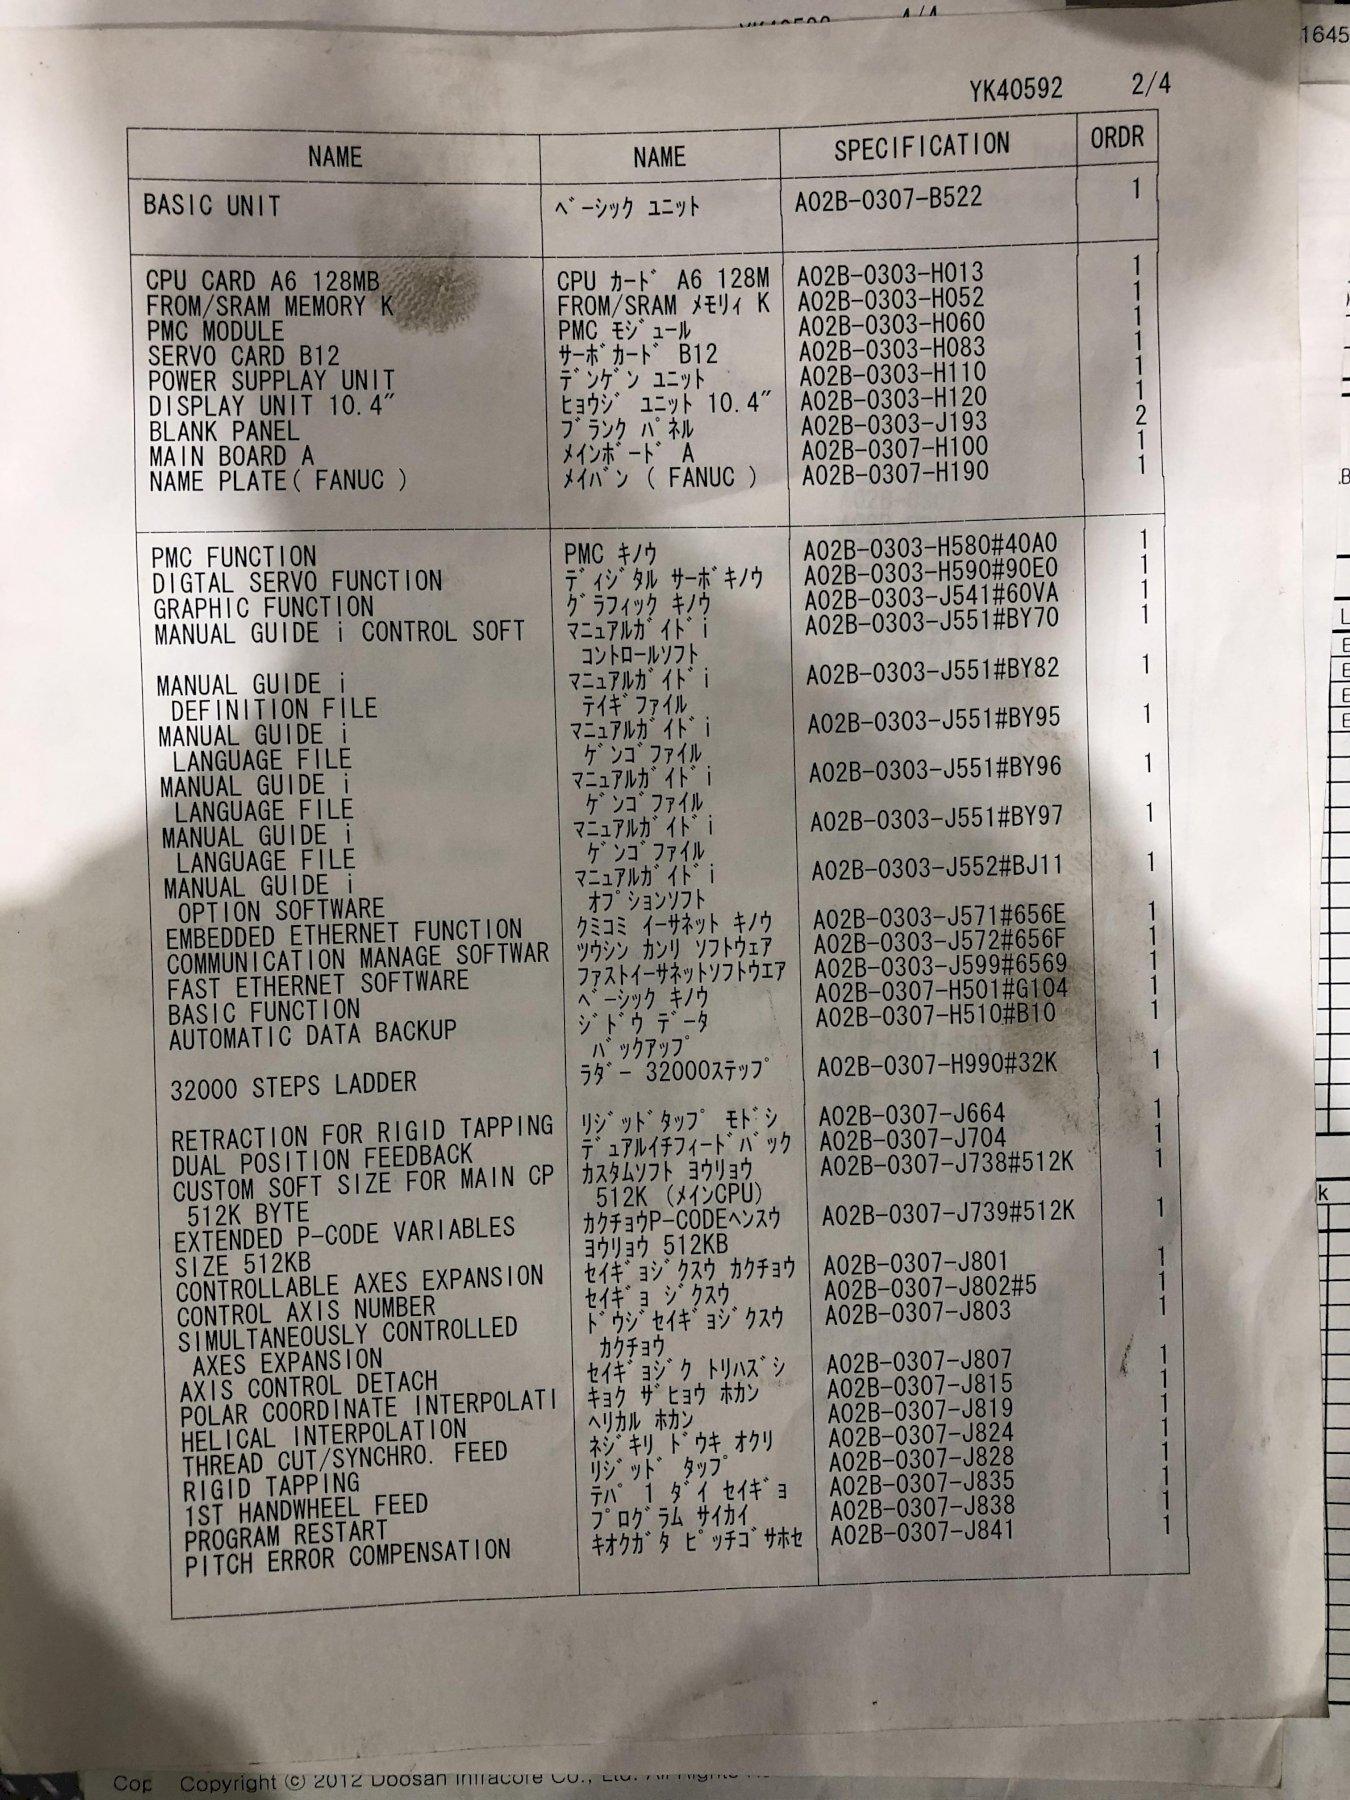 YK40592 2/4
NAME NAME SPECIFICATION ORDR
BASIC UNIT ベーシック ユニット A02B-0307-B522 1
CPU CARD A6 128MB CPU カード A6 128M A02B-0303-H013 1
FROM/SRAM MEMORY K FROM/SRAM メモリィ K A02B-0303-H052 1
PMC MODULE PMC モジュール A02B-0303-H060 1
SERVO CARD B12 サーボカード B12 A02B-0303-H083 1
POWER SUPPLAY UNIT デンゲン ユニット A02B-0303-H110 1
DISPLAY UNIT 10.4″ ヒョウジ ユニット 10.4″ A02B-0303-H120 1
BLANK PANEL ブランク パネル A02B-0303-J193 2
MAIN BOARD A メインボード A A02B-0307-H100 1
NAME PLATE( FANUC ) メイバン ( FANUC ) A02B-0307-H190 1
PMC FUNCTION PMC キノウ A02B-0303-H580#40A0 1
DIGTAL SERVO FUNCTION ディジタル サーボキノウ A02B-0303-H590#90E0 1
GRAPHIC FUNCTION グラフィック キノウ A02B-0303-J541#60VA 1
MANUAL GUIDE i CONTROL SOFT マニュアルガイド i A02B-0303-J551#BY70 1
コントロールソフト
MANUAL GUIDE i マニュアルガイド i A02B-0303-J551#BY82 1
DEFINITION FILE テイギファイル
MANUAL GUIDE i マニュアルガイド i A02B-0303-J551#BY95 1
LANGUAGE FILE ゲンゴファイル
MANUAL GUIDE i マニュアルガイド i A02B-0303-J551#BY96 1
LANGUAGE FILE ゲンゴファイル
MANUAL GUIDE i マニュアルガイド i A02B-0303-J551#BY97 1
LANGUAGE FILE ゲンゴファイル
MANUAL GUIDE i マニュアルガイド i A02B-0303-J552#BJ11 1
OPTION SOFTWARE オプションソフト
EMBEDDED ETHERNET FUNCTION クミコミ イーサネット キノウ A02B-0303-J571#656E 1
COMMUNICATION MANAGE SOFTWAR ツウシン カンリ ソフトウェア A02B-0303-J572#656F 1
FAST ETHERNET SOFTWARE ファストイーサネットソフトウエア A02B-0303-J599#6569 1
BASIC FUNCTION ベーシック キノウ A02B-0307-H501#G104 1
AUTOMATIC DATA BACKUP ジドウ データ A02B-0307-H510#B10 1
バックアップ
32000 STEPS LADDER ラダー 32000ステップ A02B-0307-H990#32K 1
RETRACTION FOR RIGID TAPPING リジッドタップ モドシ A02B-0307-J664 1
DUAL POSITION FEEDBACK デュアルイチフィードバック A02B-0307-J704 1
CUSTOM SOFT SIZE FOR MAIN CP カスタムソフト ヨウリョウ A02B-0307-J738#512K 1
512K BYTE 512K (メインCPU)
EXTENDED P-CODE VARIABLES カクチョウP-CODEヘンスウ A02B-0307-J739#512K 1
SIZE 512KB ヨウリョウ 512KB
CONTROLLABLE AXES EXPANSION セイギョジクスウ カクチョウ A02B-0307-J801 1
CONTROL AXIS NUMBER セイギョ ジクスウ A02B-0307-J802#5 1
SIMULTANEOUSLY CONTROLLED ドウジセイギョジクスウ A02B-0307-J803 1
AXES EXPANSION カクチョウ
AXIS CONTROL DETACH セイギョジク トリハズシ A02B-0307-J807 1
POLAR COORDINATE INTERPOLATI キョク ザヒョウ ホカン A02B-0307-J815 1
HELICAL INTERPOLATION ヘリカル ホカン A02B-0307-J819 1
THREAD CUT/SYNCHRO. FEED ネジキリ ドウキ オクリ A02B-0307-J824 1
RIGID TAPPING リジッド タップ A02B-0307-J828 1
1ST HANDWHEEL FEED テパ 1 ダイ セイギョ A02B-0307-J835 1
PROGRAM RESTART プログラム サイカイ A02B-0307-J838 1
PITCH ERROR COMPENSATION キオクガタ ピッチゴサホセ A02B-0307-J841 1
Copyright © 2012 Doosan Infracore Co., Ltd. All Rights
1645